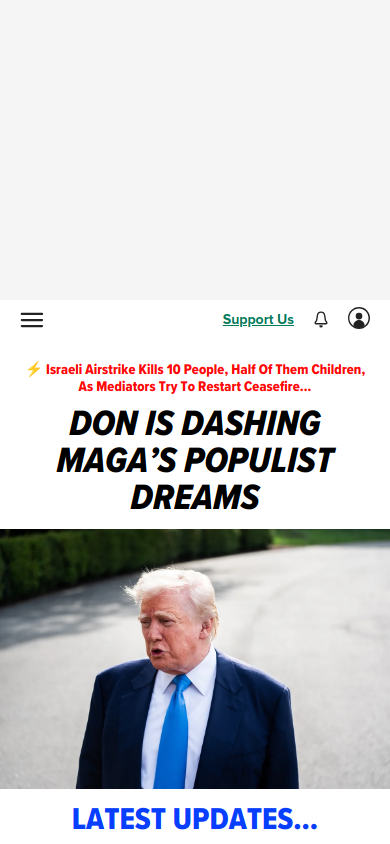 Support Us
⚡ Israeli Airstrike Kills 10 People, Half Of Them Children,
As Mediators Try To Restart Ceasefire...
DON IS DASHING
MAGA’S POPULIST
DREAMS
LATEST UPDATES...